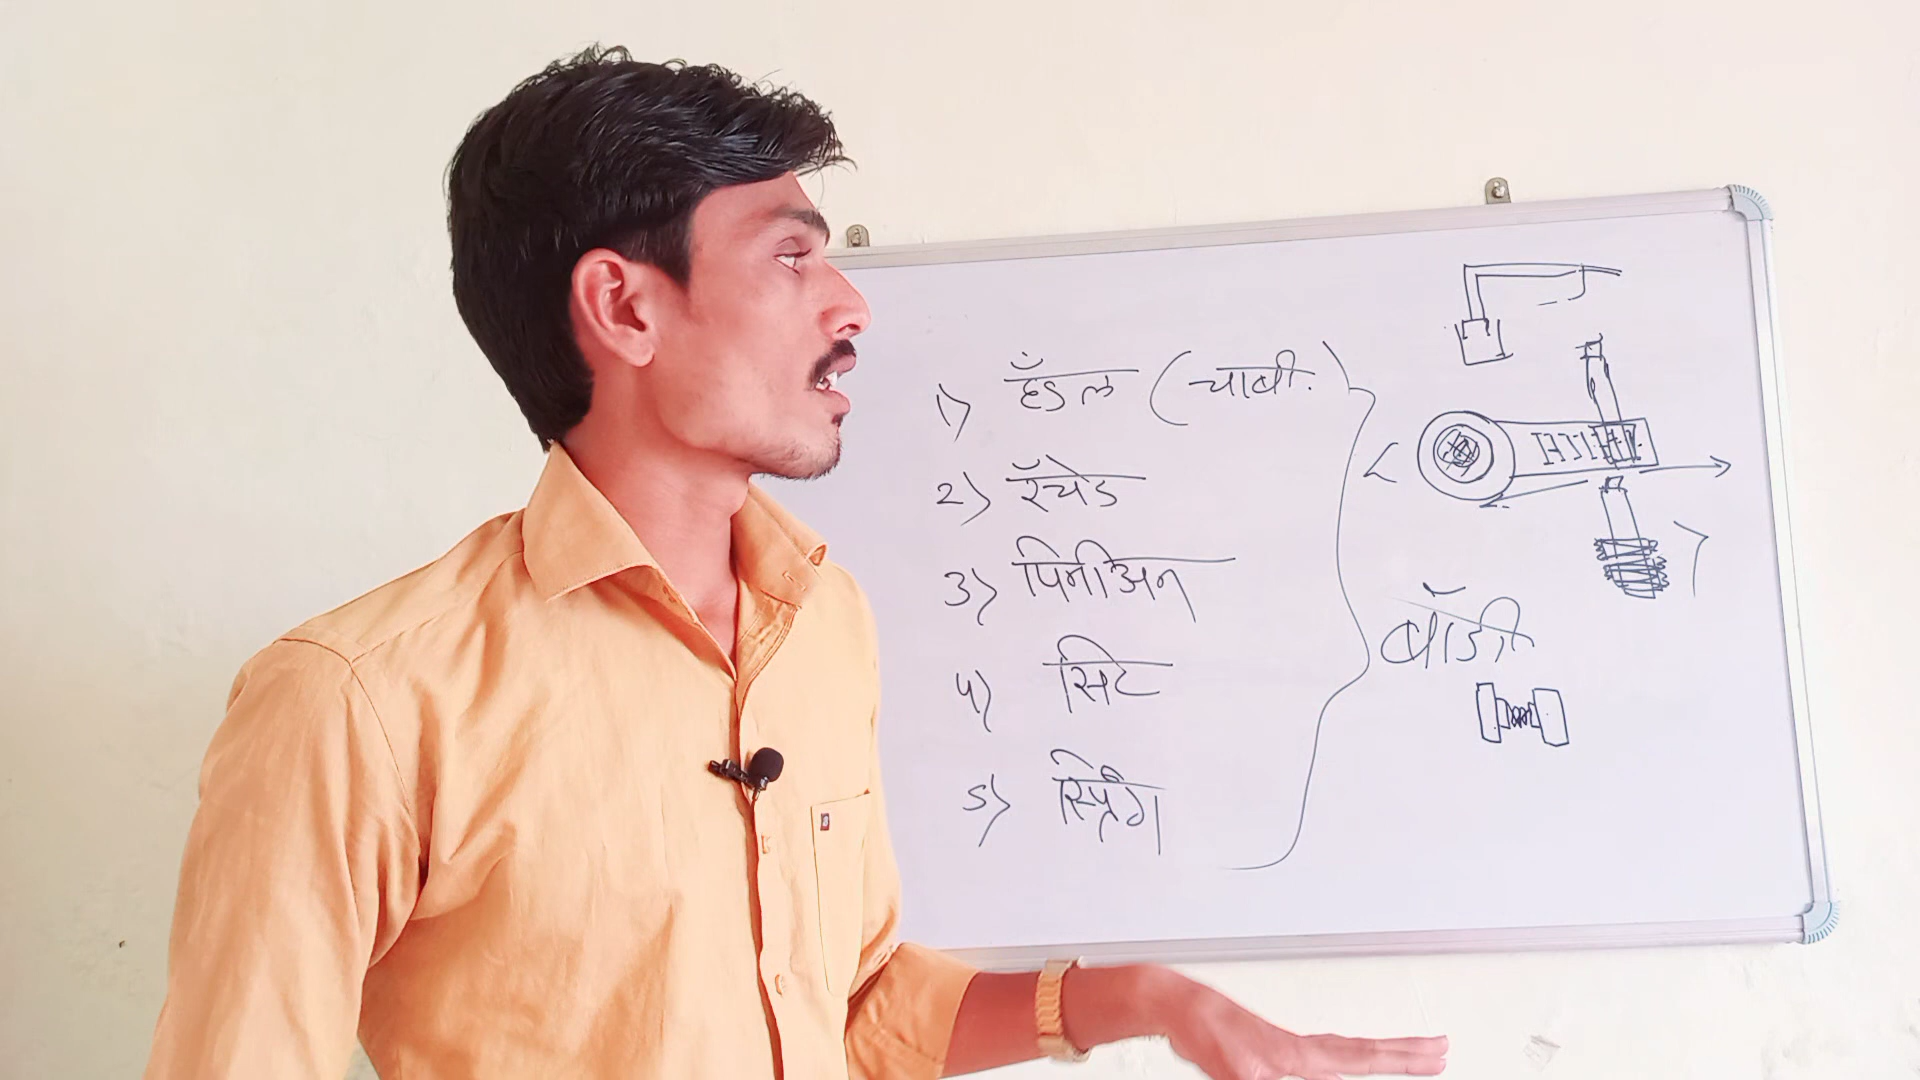 1) हँडल (चावी.)
2) रॅचेड
3) पिनीअन
4) सिट
5) स्प्रिंग
बॉडी